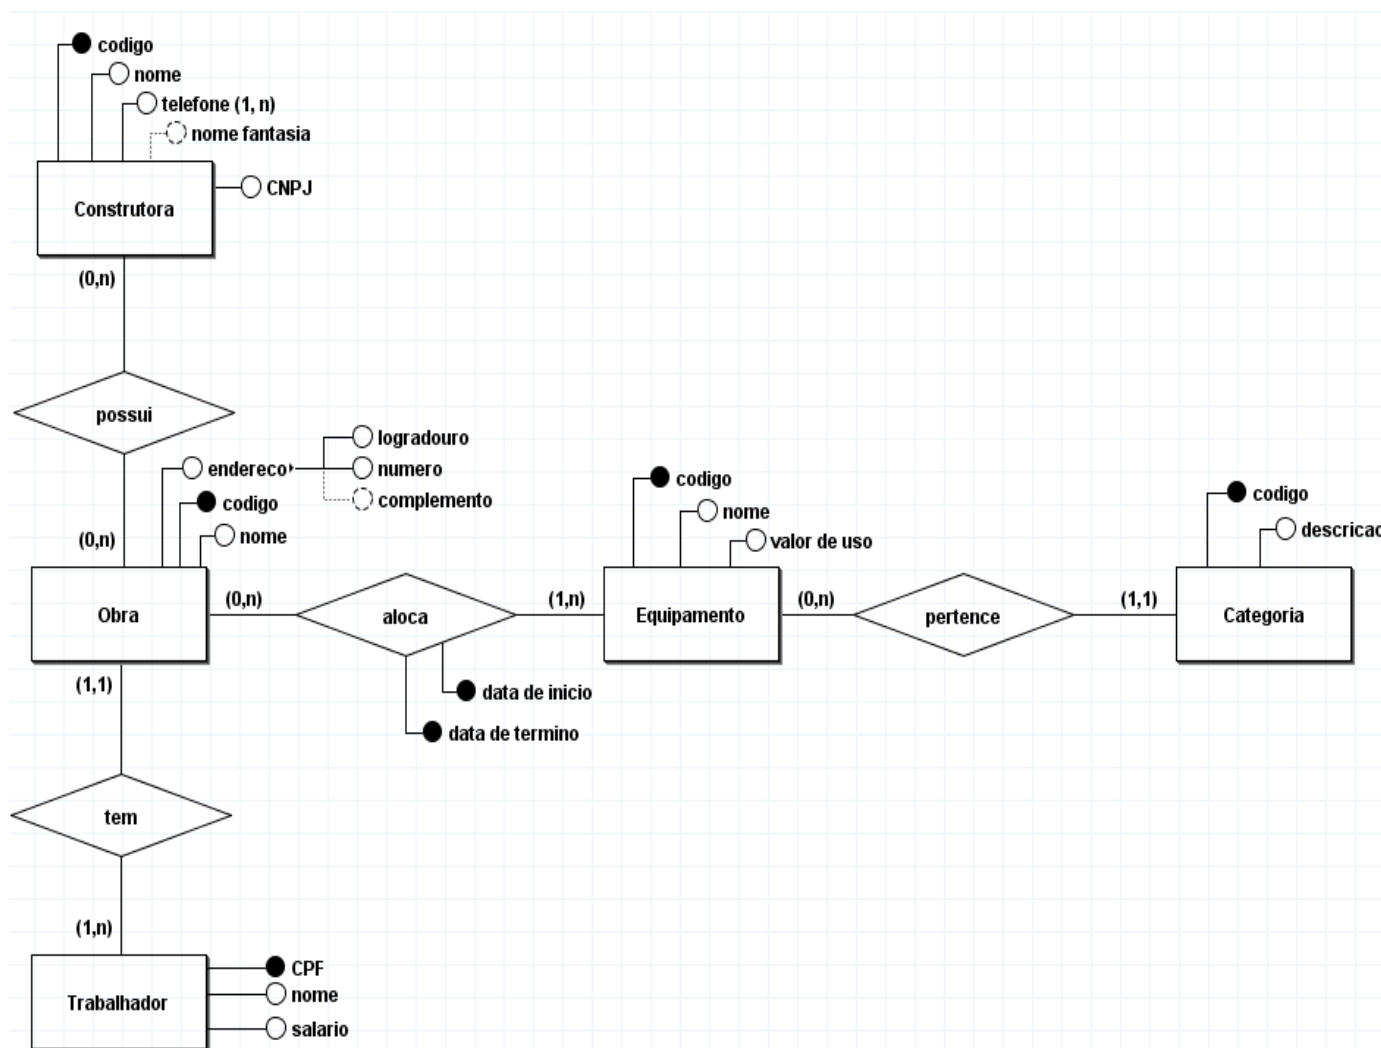 codigo
nome
telefone (1, n)
nome fantasia
CNPJ
Construtora
(0,n)
possui
(0,n)
endereco
logradouro
numero
complemento
codigo
nome
Obra
(0,n)
aloca
(1,n)
data de inicio
data de termino
codigo
nome
valor de uso
Equipamento
(0,n)
pertence
(1,1)
codigo
descricac
Categoria
(1,1)
tem
(1,n)
Trabalhador
CPF
nome
salario